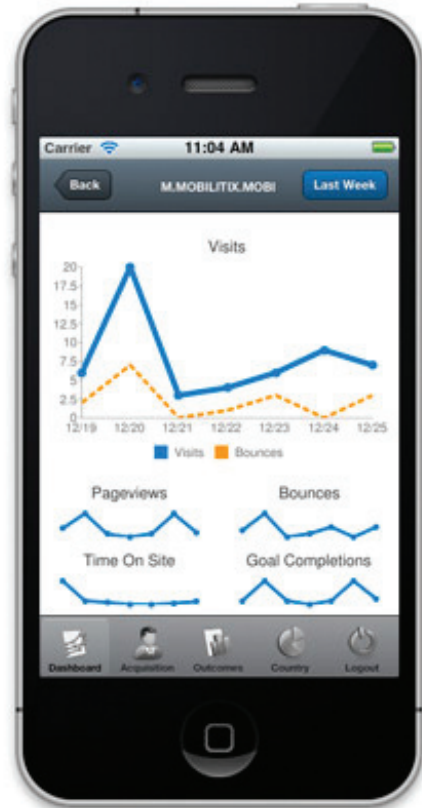 Carrier 11:04 AM
Back M.MOBILITIX.MOBI Last Week
Visits
20
17.5
15
12.5
10
7.5
5
2.5
0
12/19 12/20 12/21 12/22 12/23 12/24 12/25
Visits Bounces
Pageviews Bounces
Time On Site Goal Completions
Dashboard Acquisition Outcomes Country Logout